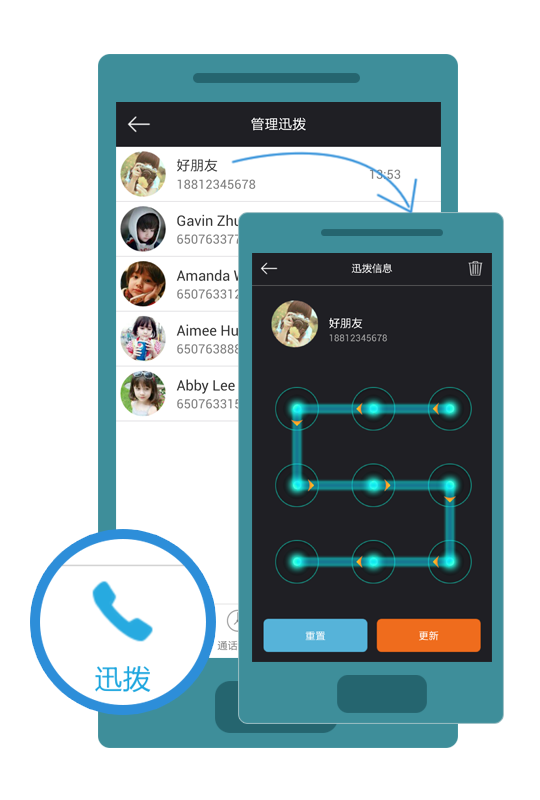 管理迅拨
好朋友
18812345678
13:53
Gavin Zhu
65076337
Amanda
65076331
Aimee Hu
65076388
Abby Lee
65076331
迅拨信息
好朋友
18812345678
重置
更新
通话
迅拨